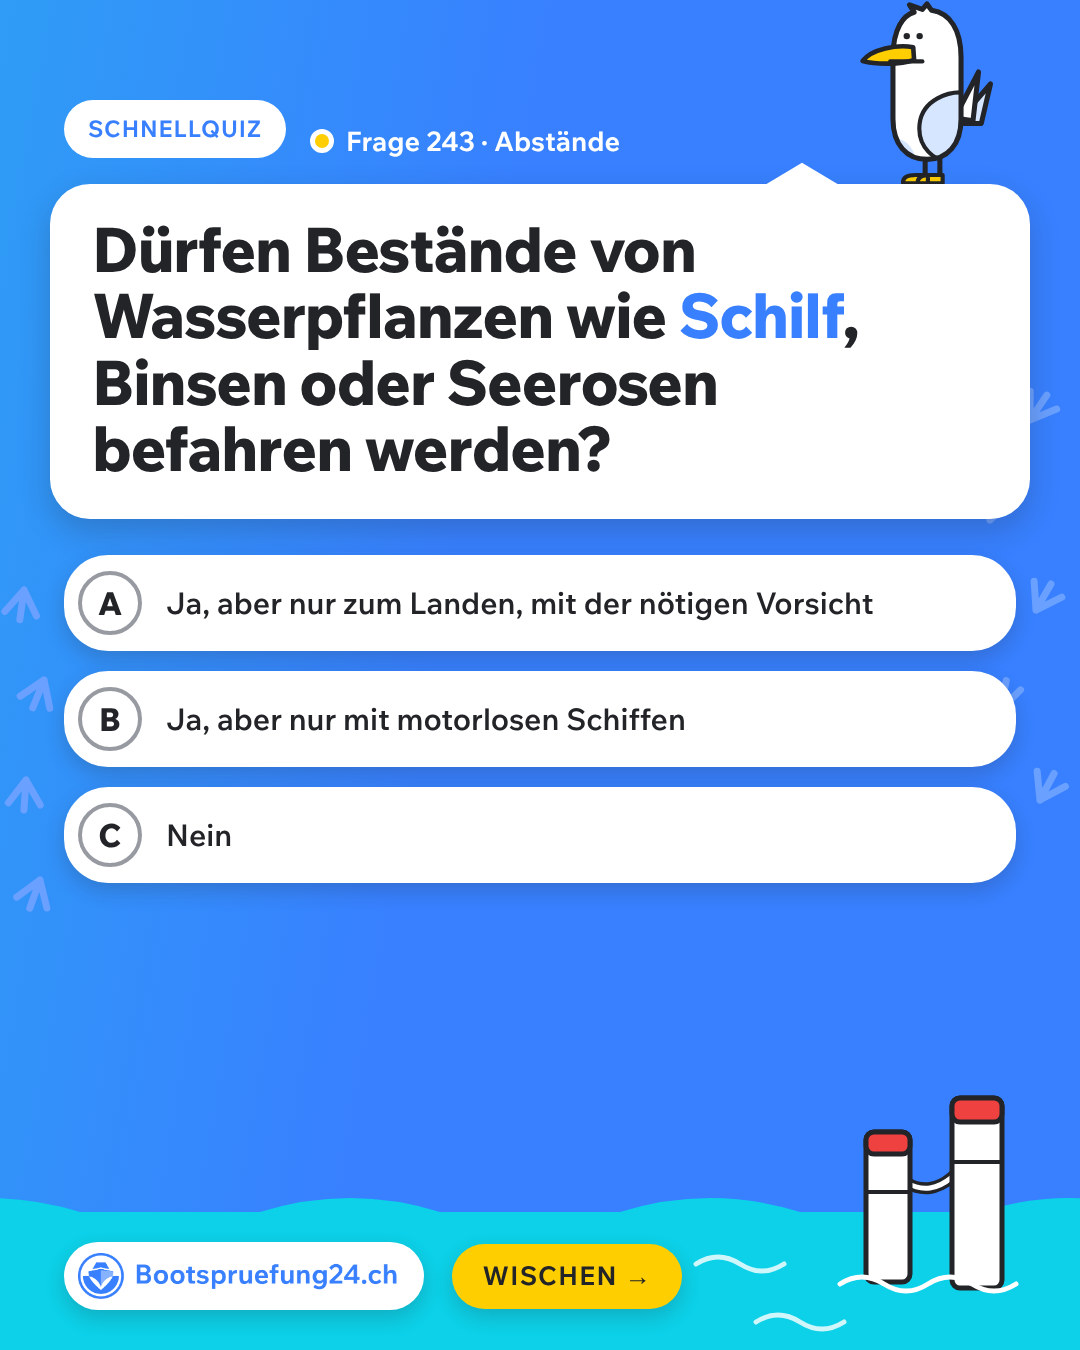 SCHNELLQUIZ
Frage 243 · Abstände
Dürfen Bestände von
Wasserpflanzen wie Schilf,
Binsen oder Seerosen
befahren werden?
A Ja, aber nur zum Landen, mit der nötigen Vorsicht
B Ja, aber nur mit motorlosen Schiffen
C Nein
Bootspruefung24.ch
WISCHEN →